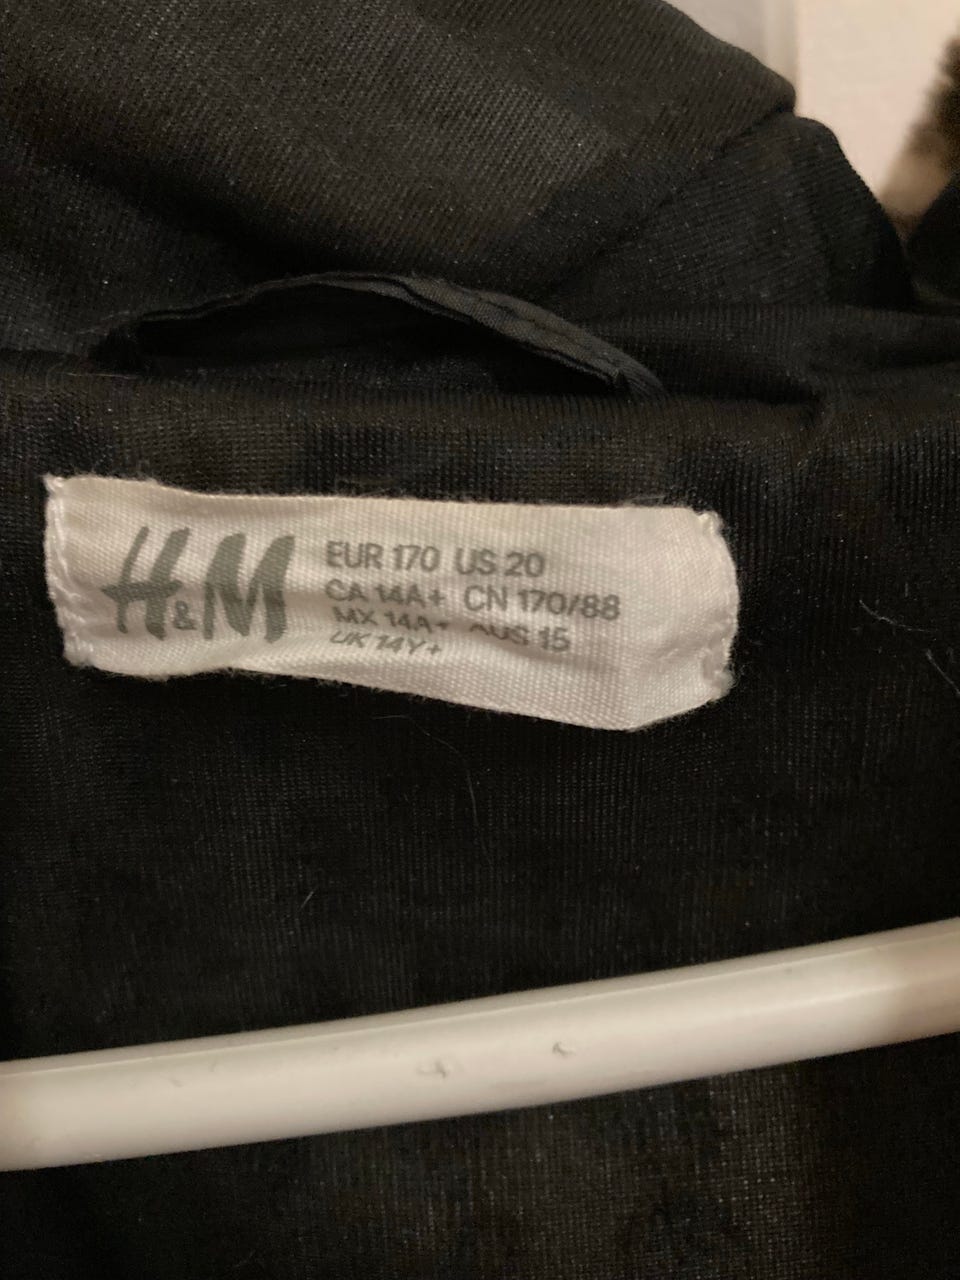 H&M
EUR 170 US 20
CA 14A+ CN 170/88
MX 14A+ AUS 15
UK 14Y+